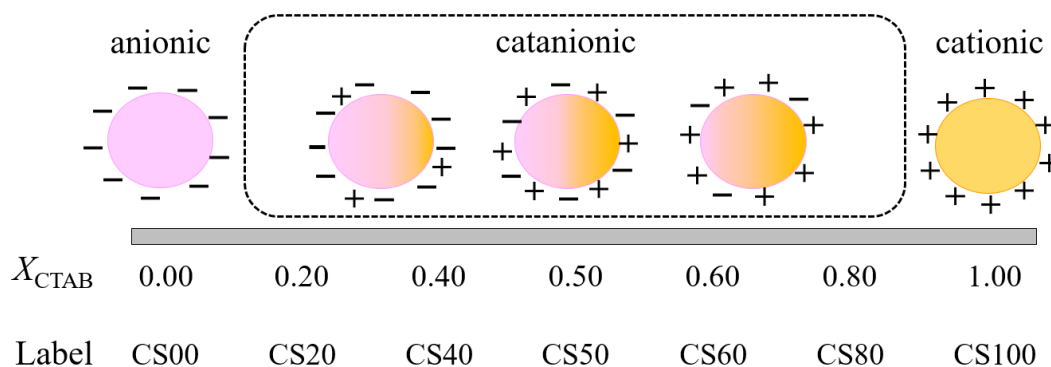 anionic catanionic cationic
X_CTAB 0.00 0.20 0.40 0.50 0.60 0.80 1.00
Label CS00 CS20 CS40 CS50 CS60 CS80 CS100